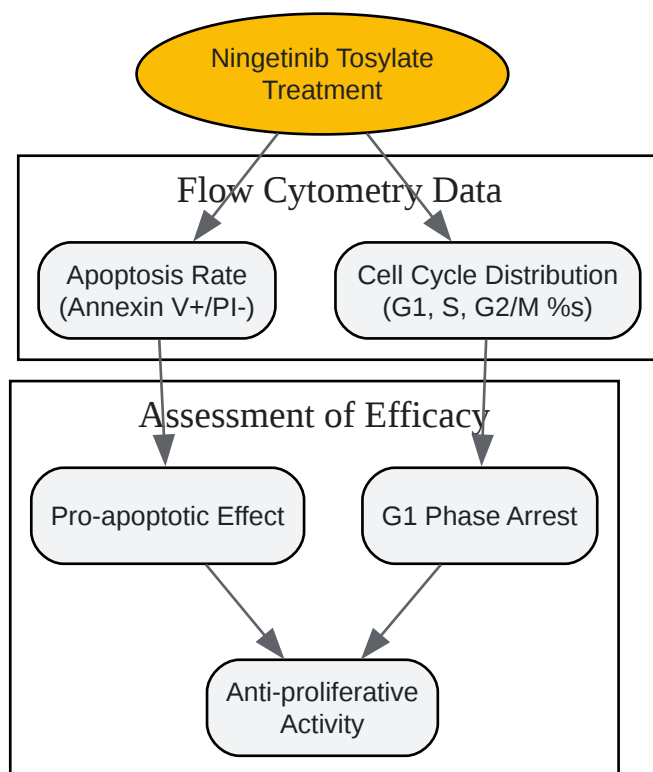 Ningetinib Tosylate
Treatment
Flow Cytometry Data
Apoptosis Rate
(Annexin V+/PI-)
Cell Cycle Distribution
(G1, S, G2/M %s)
Assessment of Efficacy
Pro-apoptotic Effect
G1 Phase Arrest
Anti-proliferative
Activity